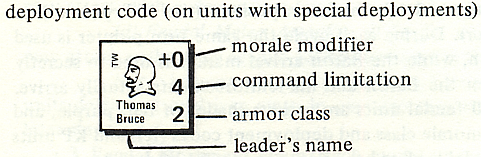 deployment code (on units with special deployments)
TW
+0
morale modifier
4
command limitation
Thomas
Bruce
2
armor class
leader's name